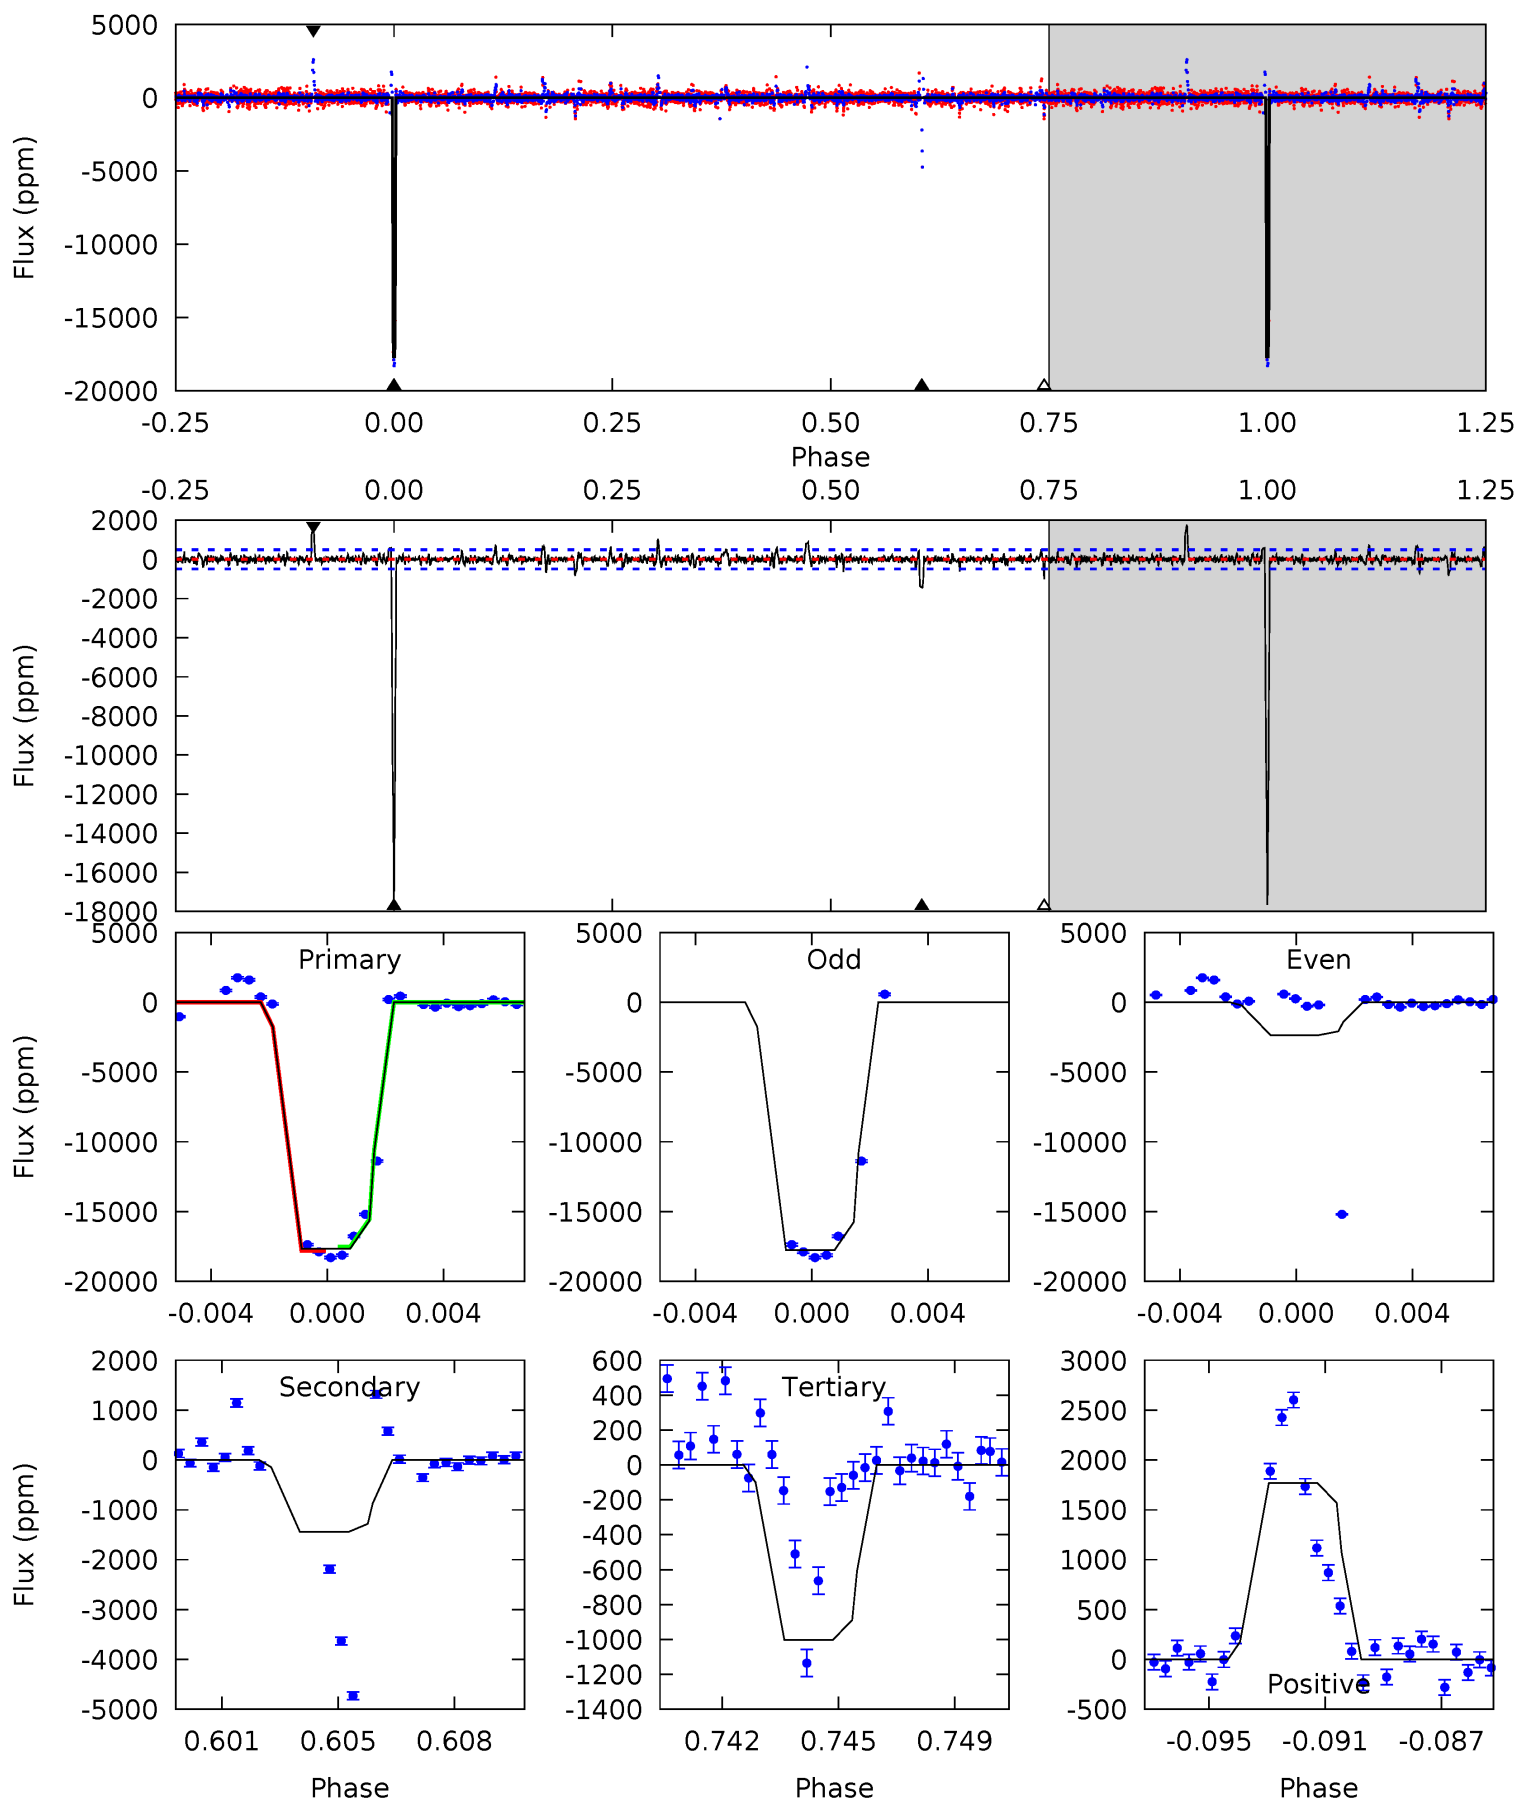 5000
0
-5000
-10000
-15000
-20000
Flux (ppm)
-0.25 0.00 0.25 0.50 0.75 1.00 1.25
Phase
-0.25 0.00 0.25 0.50 0.75 1.00 1.25
2000
0
-2000
-4000
-6000
-8000
-10000
-12000
-14000
-16000
-18000
Flux (ppm)
5000
0
-5000
-10000
-15000
-20000
Flux (ppm)
Primary
-0.004 0.000 0.004
5000
0
-5000
-10000
-15000
-20000
Odd
-0.004 0.000 0.004
5000
0
-5000
-10000
-15000
-20000
Even
-0.004 0.000 0.004
2000
1000
0
-1000
-2000
-3000
-4000
-5000
Flux (ppm)
Secondary
0.601 0.605 0.608
Phase
600
400
200
0
-200
-400
-600
-800
-1000
-1200
-1400
Tertiary
0.742 0.745 0.749
Phase
3000
2500
2000
1500
1000
500
0
-500
Positive
-0.095 -0.091 -0.087
Phase